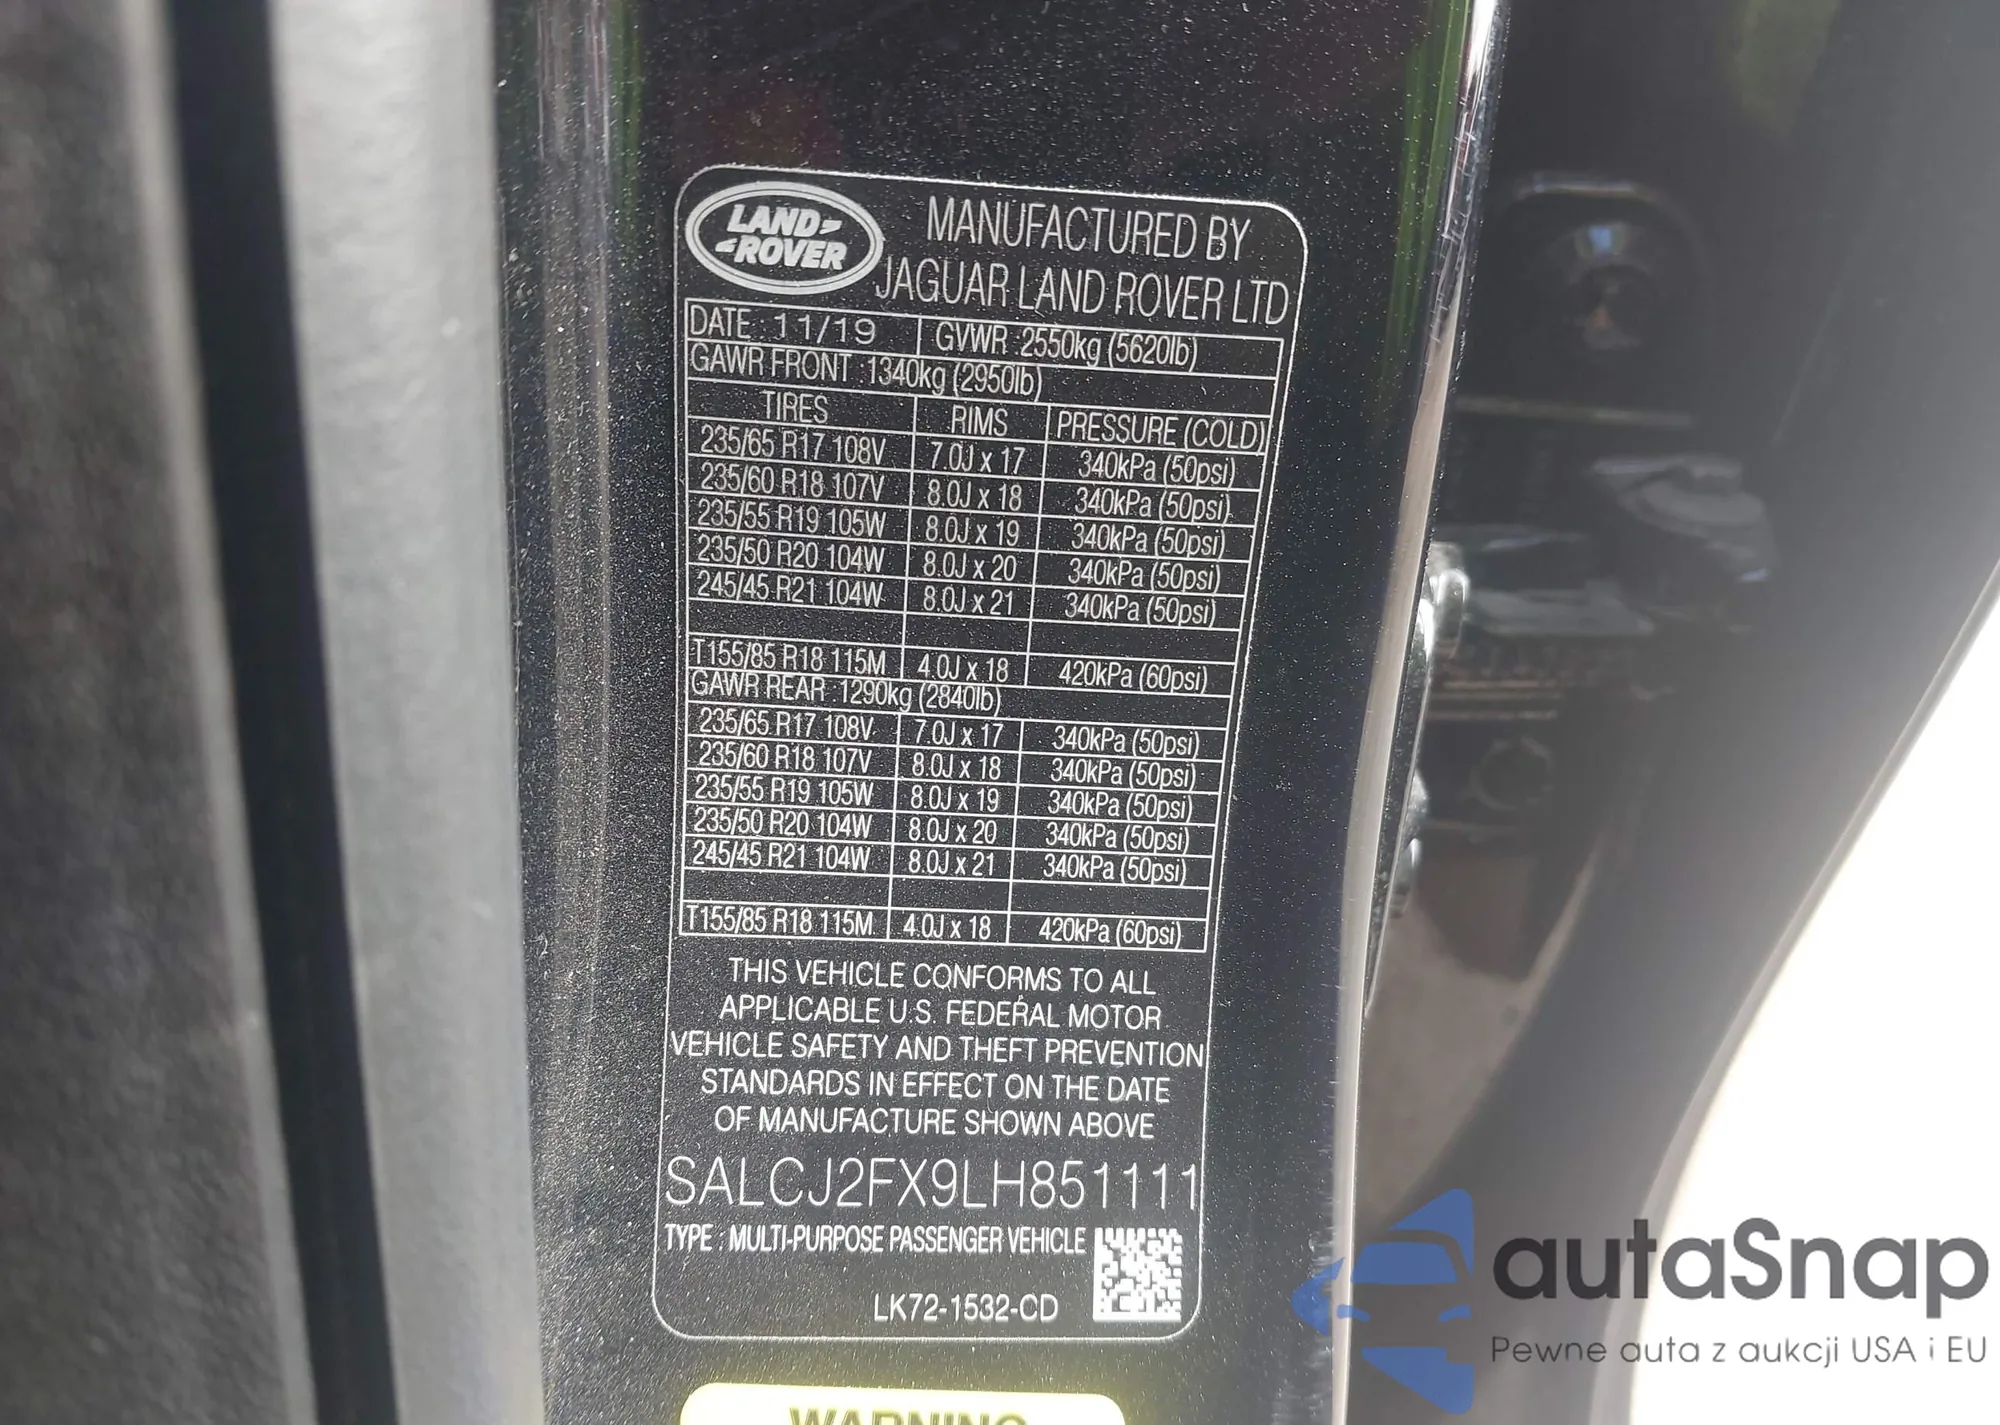 LAND
ROVER
MANUFACTURED BY
JAGUAR LAND ROVER LTD
DATE : 11/19 GVWR :2550kg (5620lb)
GAWR FRONT :1340kg (2950lb)
TIRES RIMS PRESSURE (COLD)
235/65 R17 108V 7.0J x 17 340kPa (50psi)
235/60 R18 107V 8.0J x 18 340kPa (50psi)
235/55 R19 105W 8.0J x 19 340kPa (50psi)
235/50 R20 104W 8.0J x 20 340kPa (50psi)
245/45 R21 104W 8.0J x 21 340kPa (50psi)
T155/85 R18 115M 4.0J x 18 420kPa (60psi)
GAWR REAR :1290kg (2840lb)
235/65 R17 108V 7.0J x 17 340kPa (50psi)
235/60 R18 107V 8.0J x 18 340kPa (50psi)
235/55 R19 105W 8.0J x 19 340kPa (50psi)
235/50 R20 104W 8.0J x 20 340kPa (50psi)
245/45 R21 104W 8.0J x 21 340kPa (50psi)
T155/85 R18 115M 4.0J x 18 420kPa (60psi)
THIS VEHICLE CONFORMS TO ALL
APPLICABLE U.S. FEDERAL MOTOR
VEHICLE SAFETY AND THEFT PREVENTION
STANDARDS IN EFFECT ON THE DATE
OF MANUFACTURE SHOWN ABOVE
SALCJ2FX9LH851111
TYPE : MULTI-PURPOSE PASSENGER VEHICLE
LK72-1532-CD
WARNING
autaSnap
Pewne auta z aukcji USA i EU